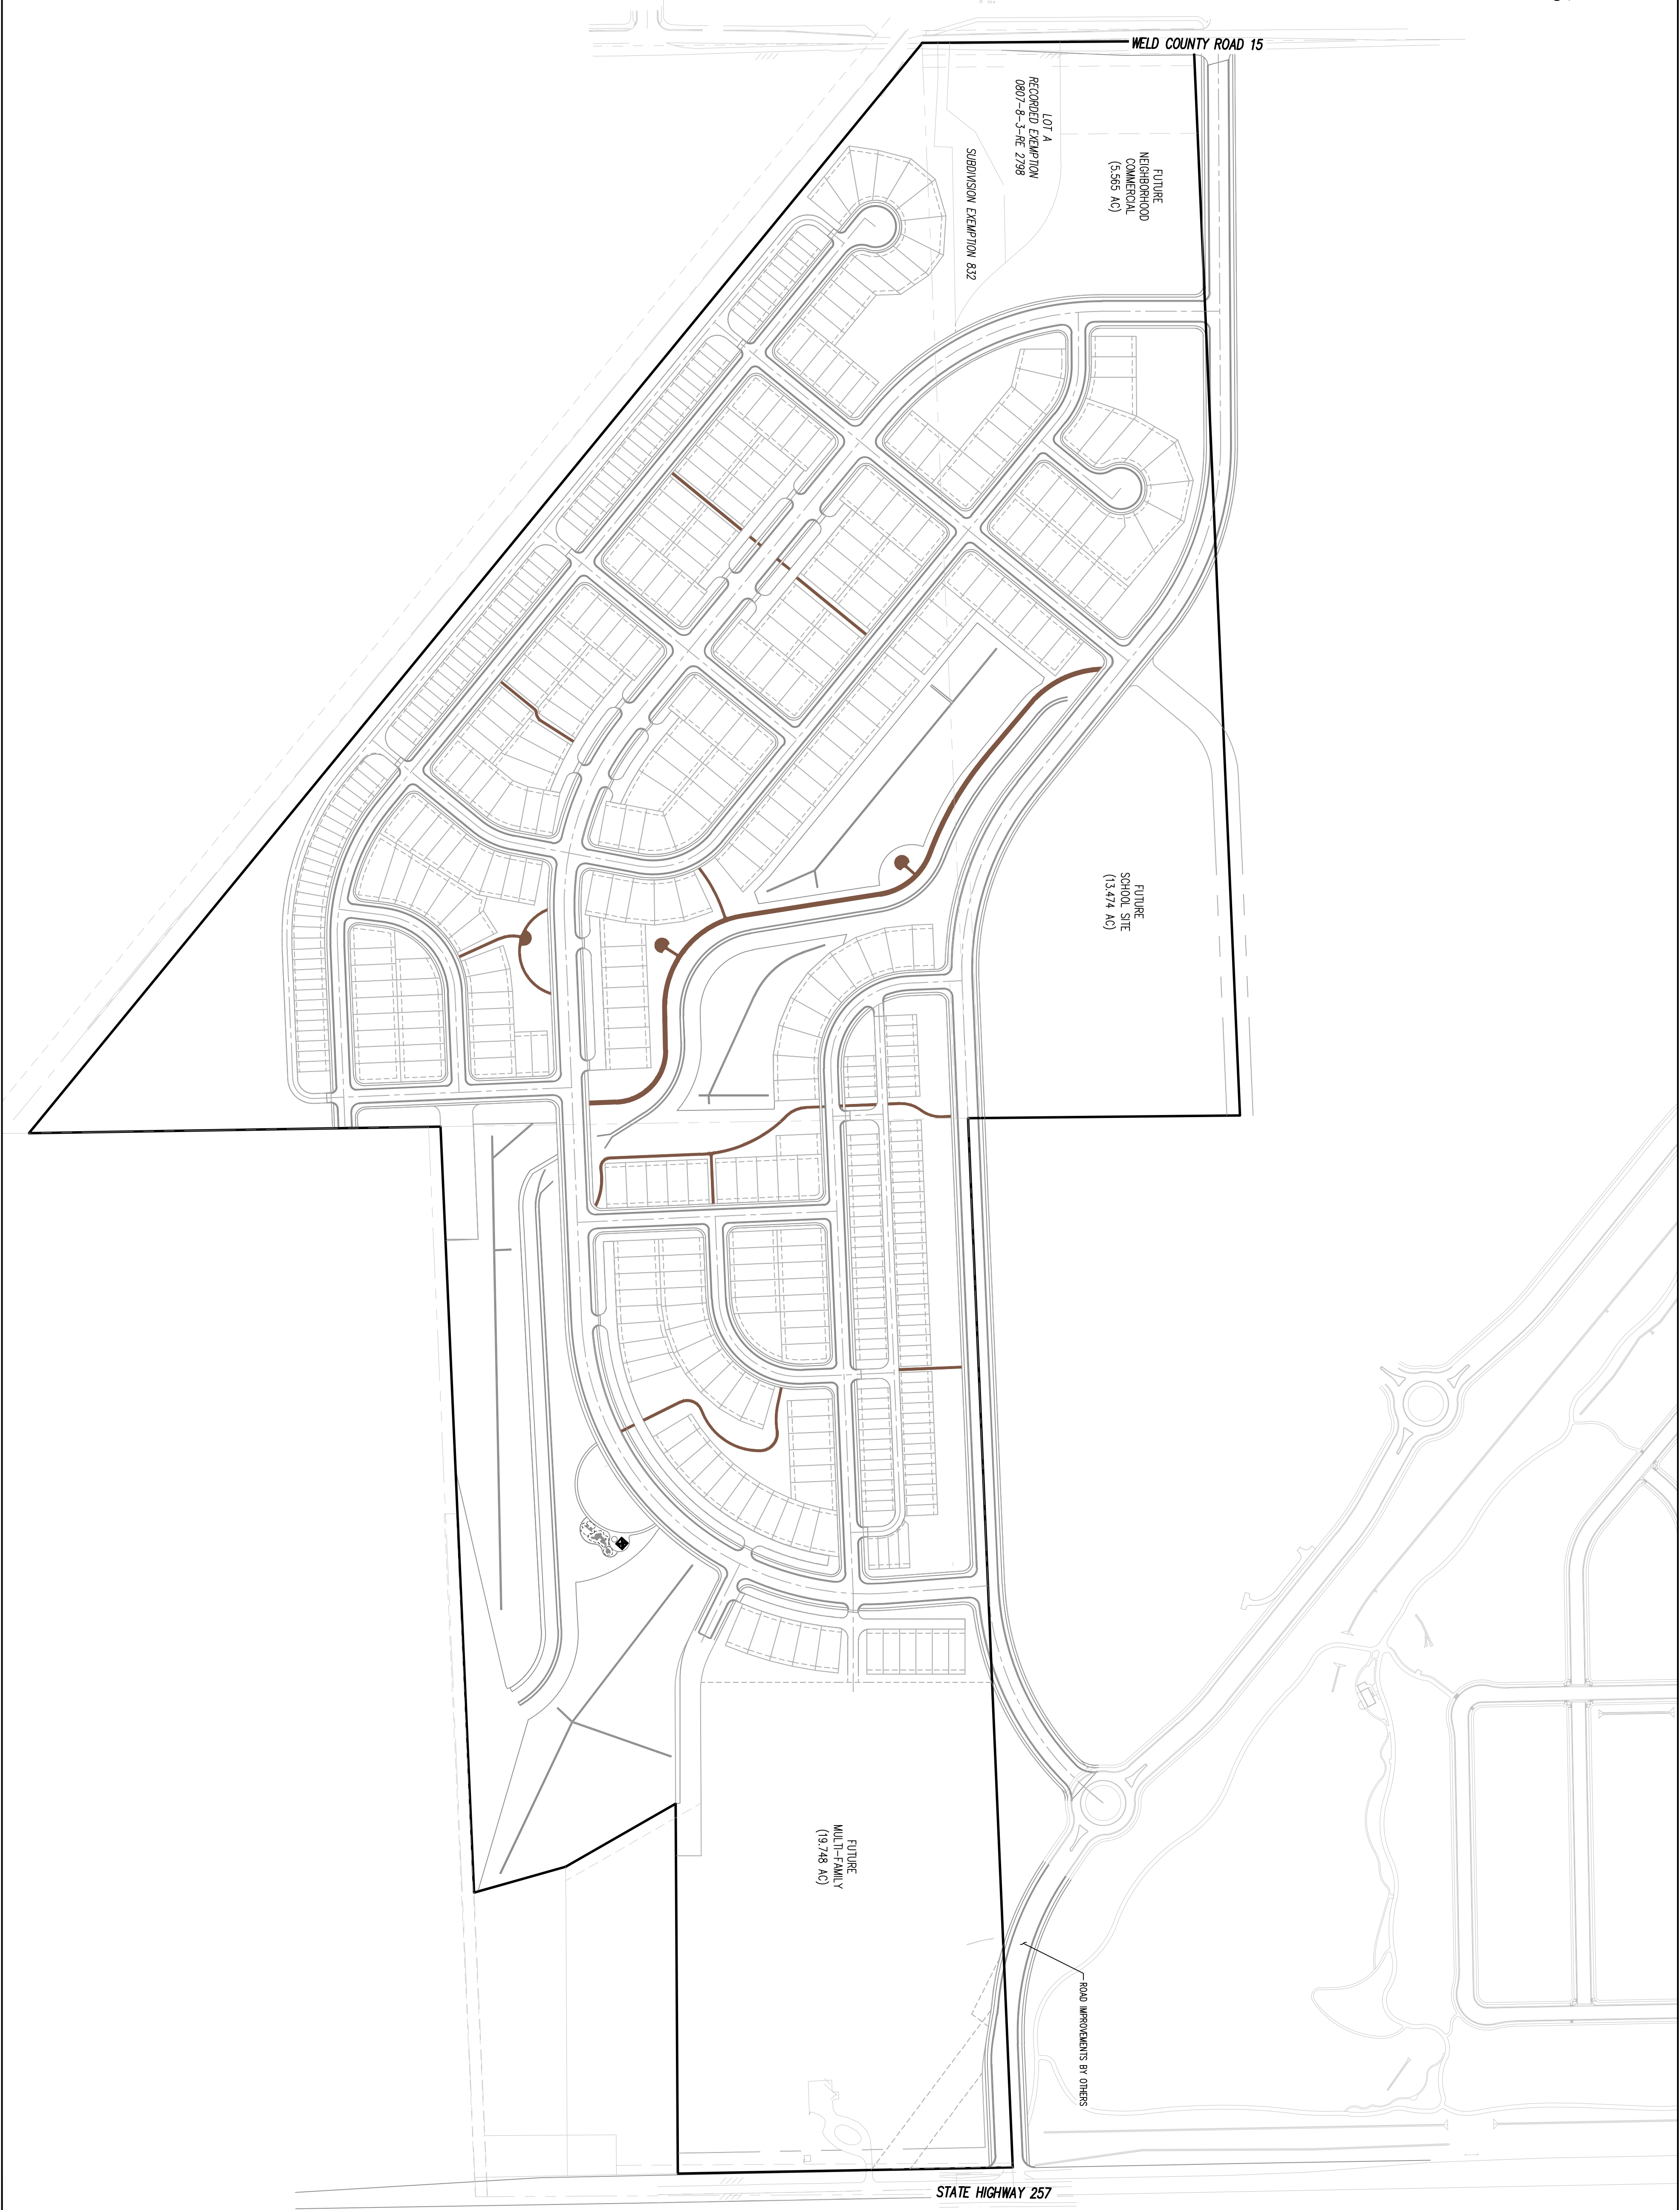 WELD COUNTY ROAD 15
LOT A
RECORDED EXEMPTION
0807-8-3-RE 2798
SUBDIVISION EXEMPTION 832
FUTURE
NEIGHBORHOOD
COMMERCIAL
(5.565 AC)
FUTURE
SCHOOL SITE
(13.474 AC)
FUTURE
MULTI-FAMILY
(19.748 AC)
ROAD IMPROVEMENTS BY OTHERS
STATE HIGHWAY 257